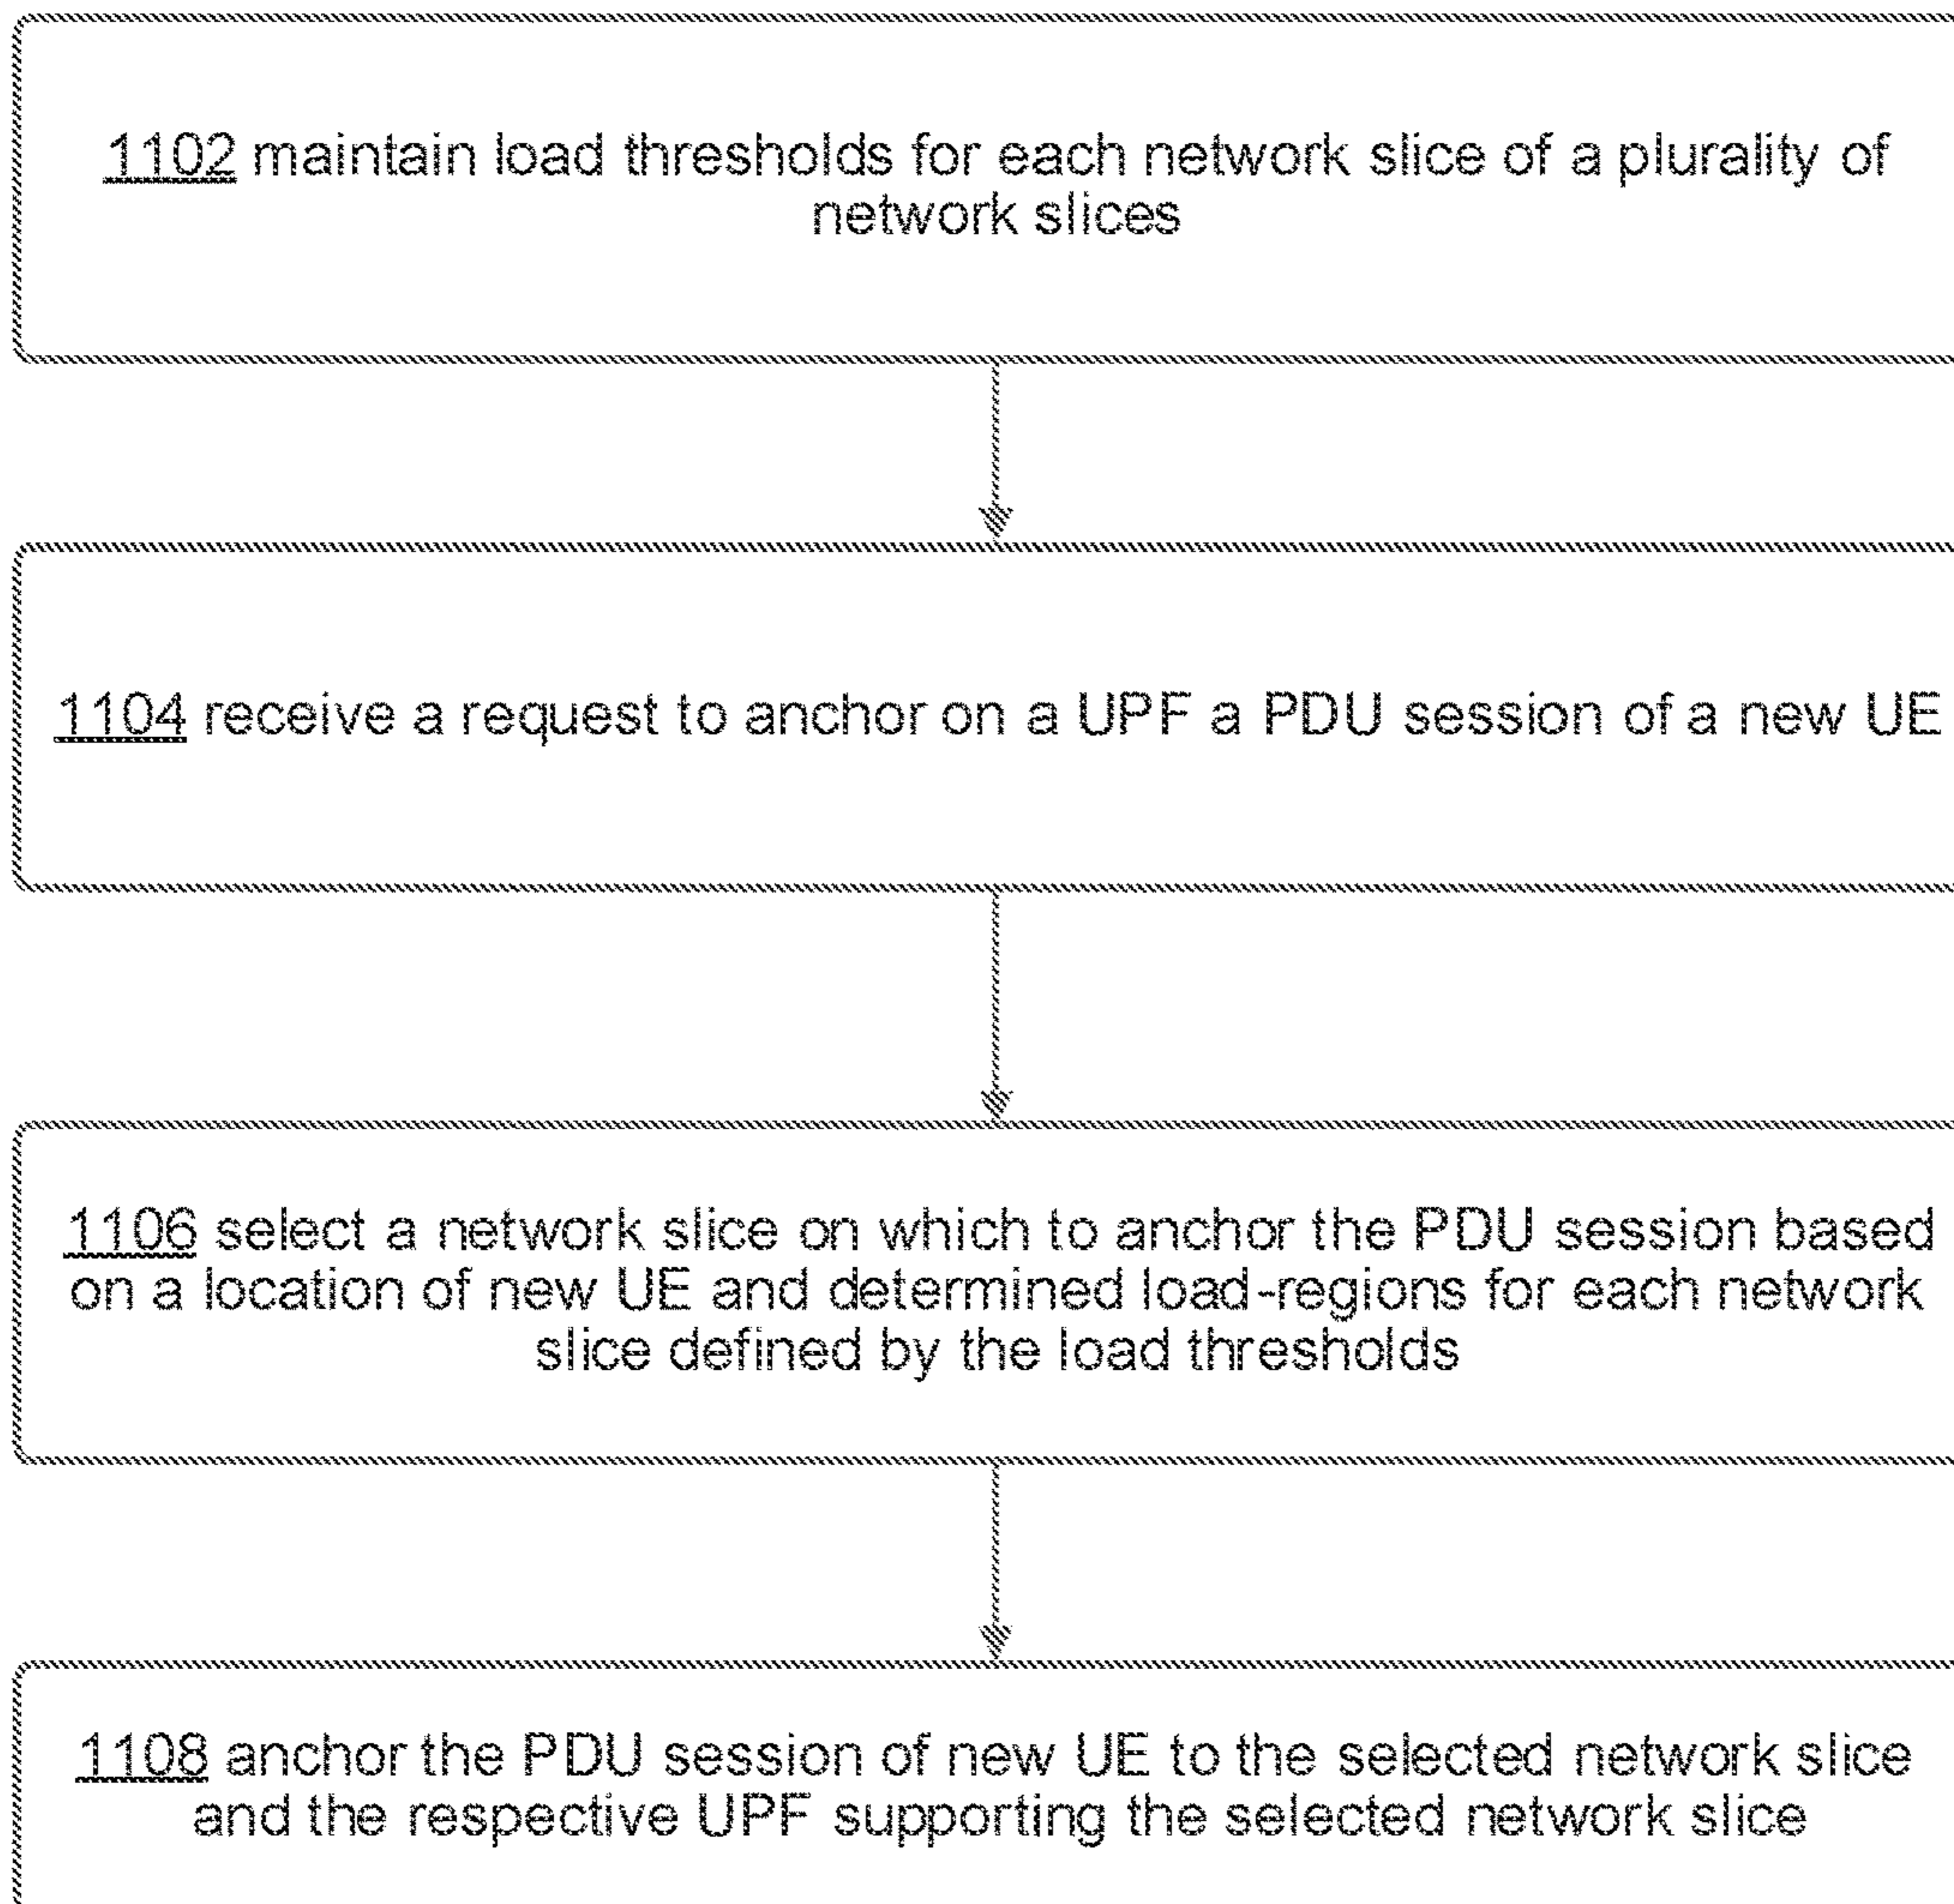 1102 maintain load thresholds for each network slice of a plurality of
network slices
1104 receive a request to anchor on a UPF a PDU session of a new UE
1106 select a network slice on which to anchor the PDU session based
on a location of new UE and determined load-regions for each network
slice defined by the load thresholds
1108 anchor the PDU session of new UE to the selected network slice
and the respective UPF supporting the selected network slice